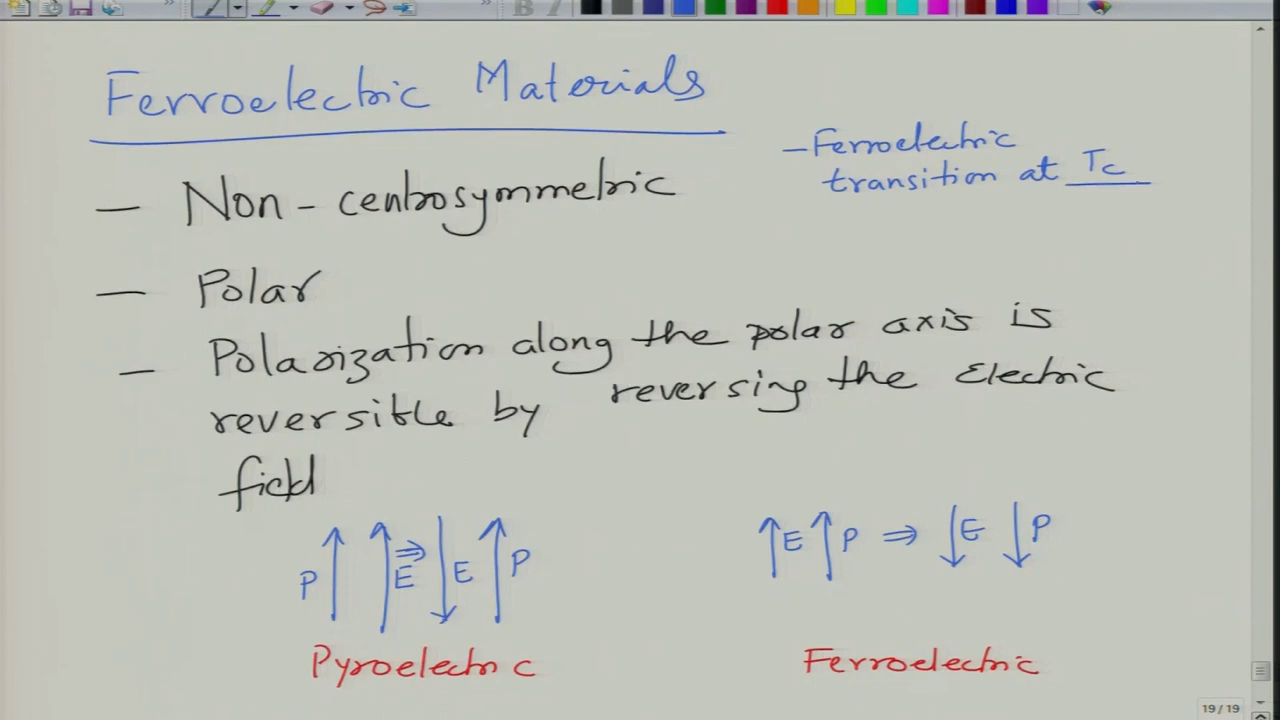 Ferroelectric Materials
- Ferroelectric
transition at Tc
- Non-centrosymmetric
- Polar
- Polarization along the polar axis is
reversible by reversing the Electric
field
P E ⇒ E P
E P ⇒ E P
Pyroelectric
Ferroelectric
19 / 19